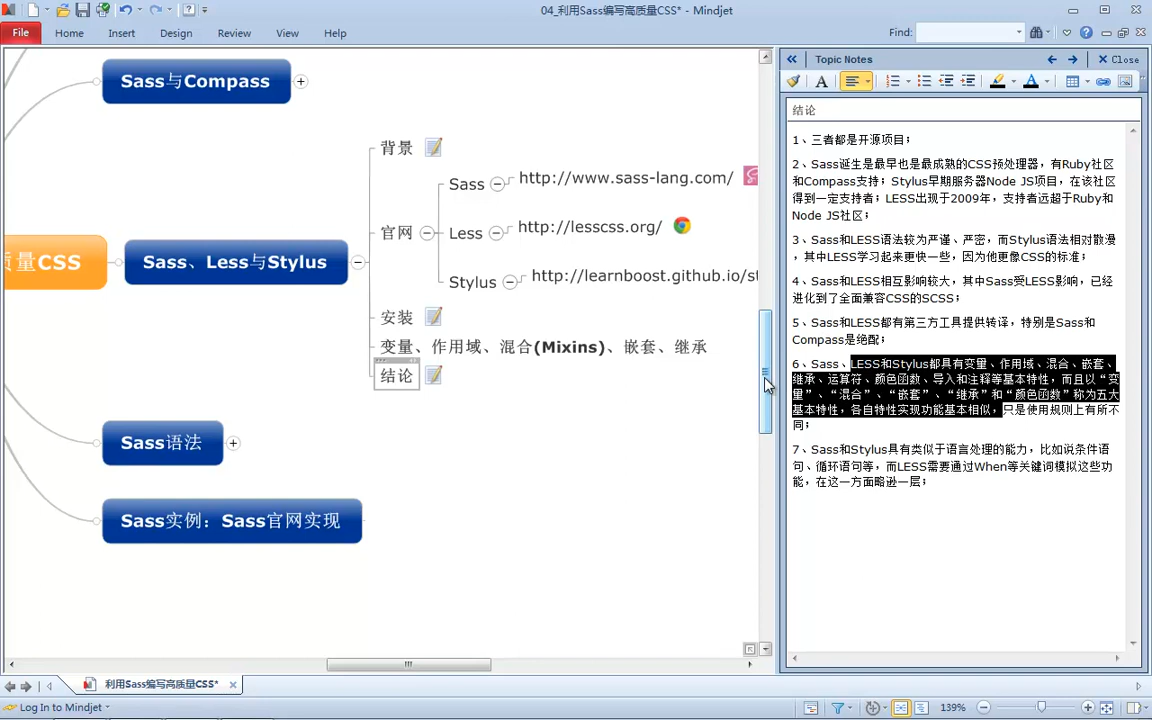 04_利用Sass编写高质量CSS* - Mindjet
File
Home
Insert
Design
Review
View
Help
Find:
Sass与Compass
背景
Sass
http://www.sass-lang.com/
官网
Less
http://lesscss.org/
质量CSS
Sass、Less与Stylus
Stylus
http://learnboost.github.io/st
安装
变量、作用域、混合(Mixins)、嵌套、继承
结论
Sass语法
Sass实例：Sass官网实现
利用Sass编写高质量CSS*
Log In to Mindjet
139%
Topic Notes
Close
结论
1、三者都是开源项目；
2、Sass诞生是最早也是最成熟的CSS预处理器，有Ruby社区
和Compass支持；Stylus早期服务器Node JS项目，在该社区
得到一定支持者；LESS出现于2009年，支持者远超于Ruby和
Node JS社区；
3、Sass和LESS语法较为严谨、严密，而Stylus语法相对散漫
，其中LESS学习起来更快一些，因为他更像CSS的标准；
4、Sass和LESS相互影响较大，其中Sass受LESS影响，已经
进化到了全面兼容CSS的SCSS；
5、Sass和LESS都有第三方工具提供转译，特别是Sass和
Compass是绝配；
6、Sass、LESS和Stylus都具有变量、作用域、混合、嵌套、
继承、运算符、颜色函数、导入和注释等基本特性，而且以“变
量”、“混合”、“嵌套”、“继承”和“颜色函数”称为五大
基本特性，各自特性实现功能基本相似，只是使用规则上有所不
同；
7、Sass和Stylus具有类似于语言处理的能力，比如说条件语
句、循环语句等，而LESS需要通过When等关键词模拟这些功
能，在这一方面略逊一层；